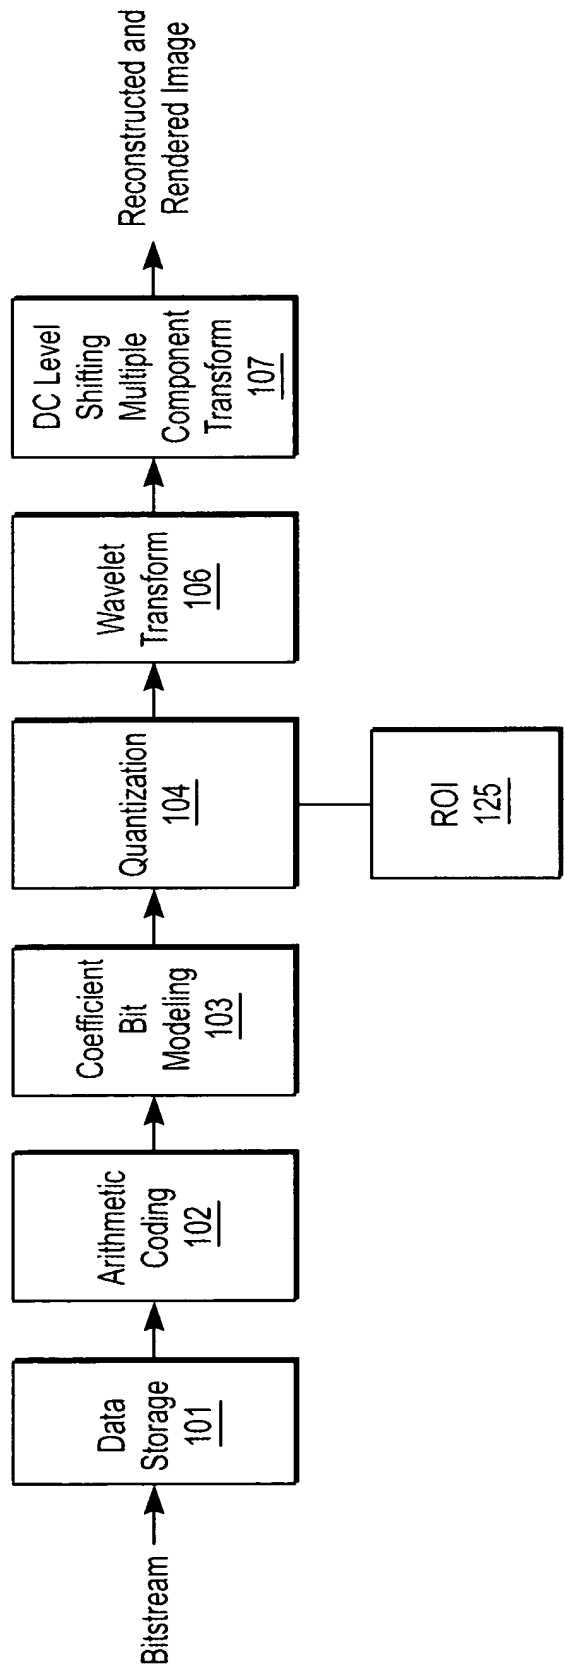 Bitstream
Data
Storage
101
Arithmetic
Coding
102
Coefficient
Bit
Modeling
103
Quantization
104
ROI
125
Wavelet
Transform
106
DC Level
Shifting
Multiple
Component
Transform
107
Reconstructed and
Rendered Image